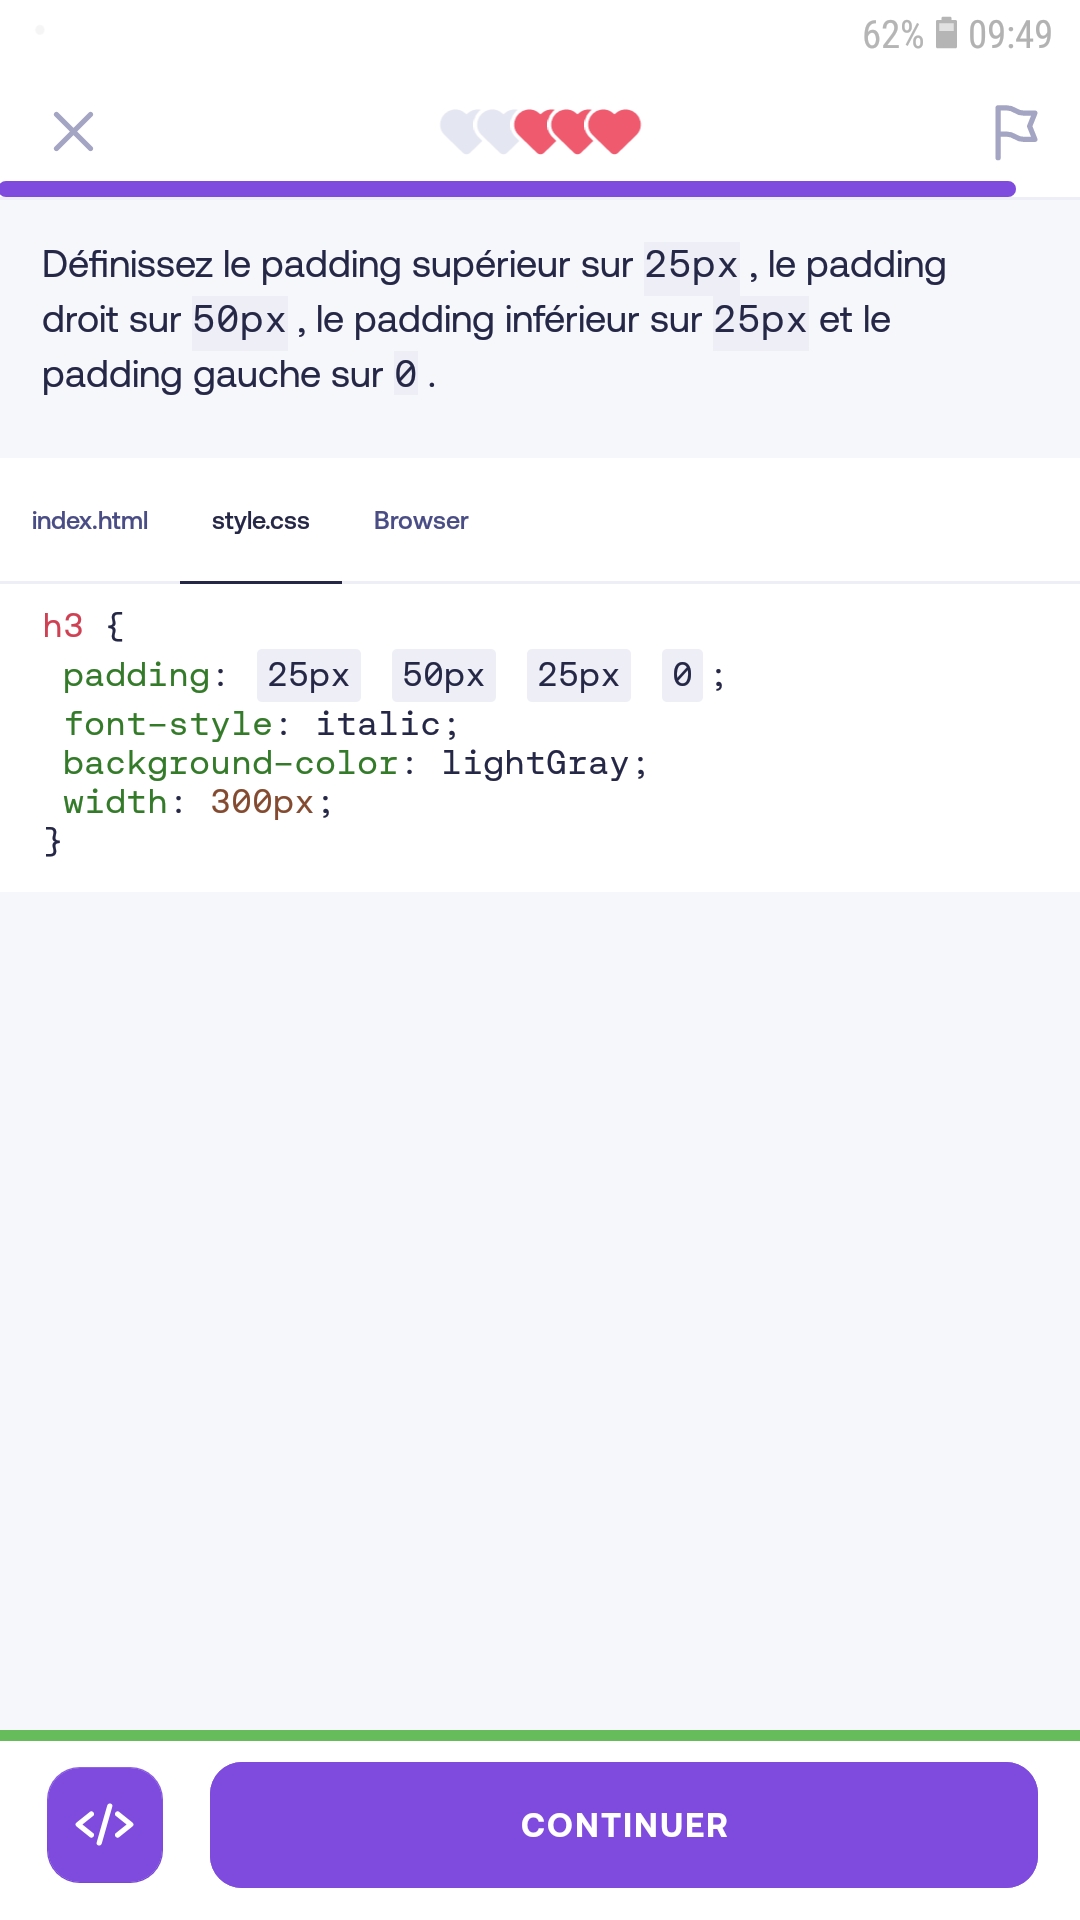 62% 09:49
Définissez le padding supérieur sur 25px , le padding
droit sur 50px , le padding inférieur sur 25px et le
padding gauche sur 0 .
index.html style.css Browser
h3 {
padding: 25px 50px 25px 0 ;
font-style: italic;
background-color: lightGray;
width: 300px;
}
</> CONTINUER